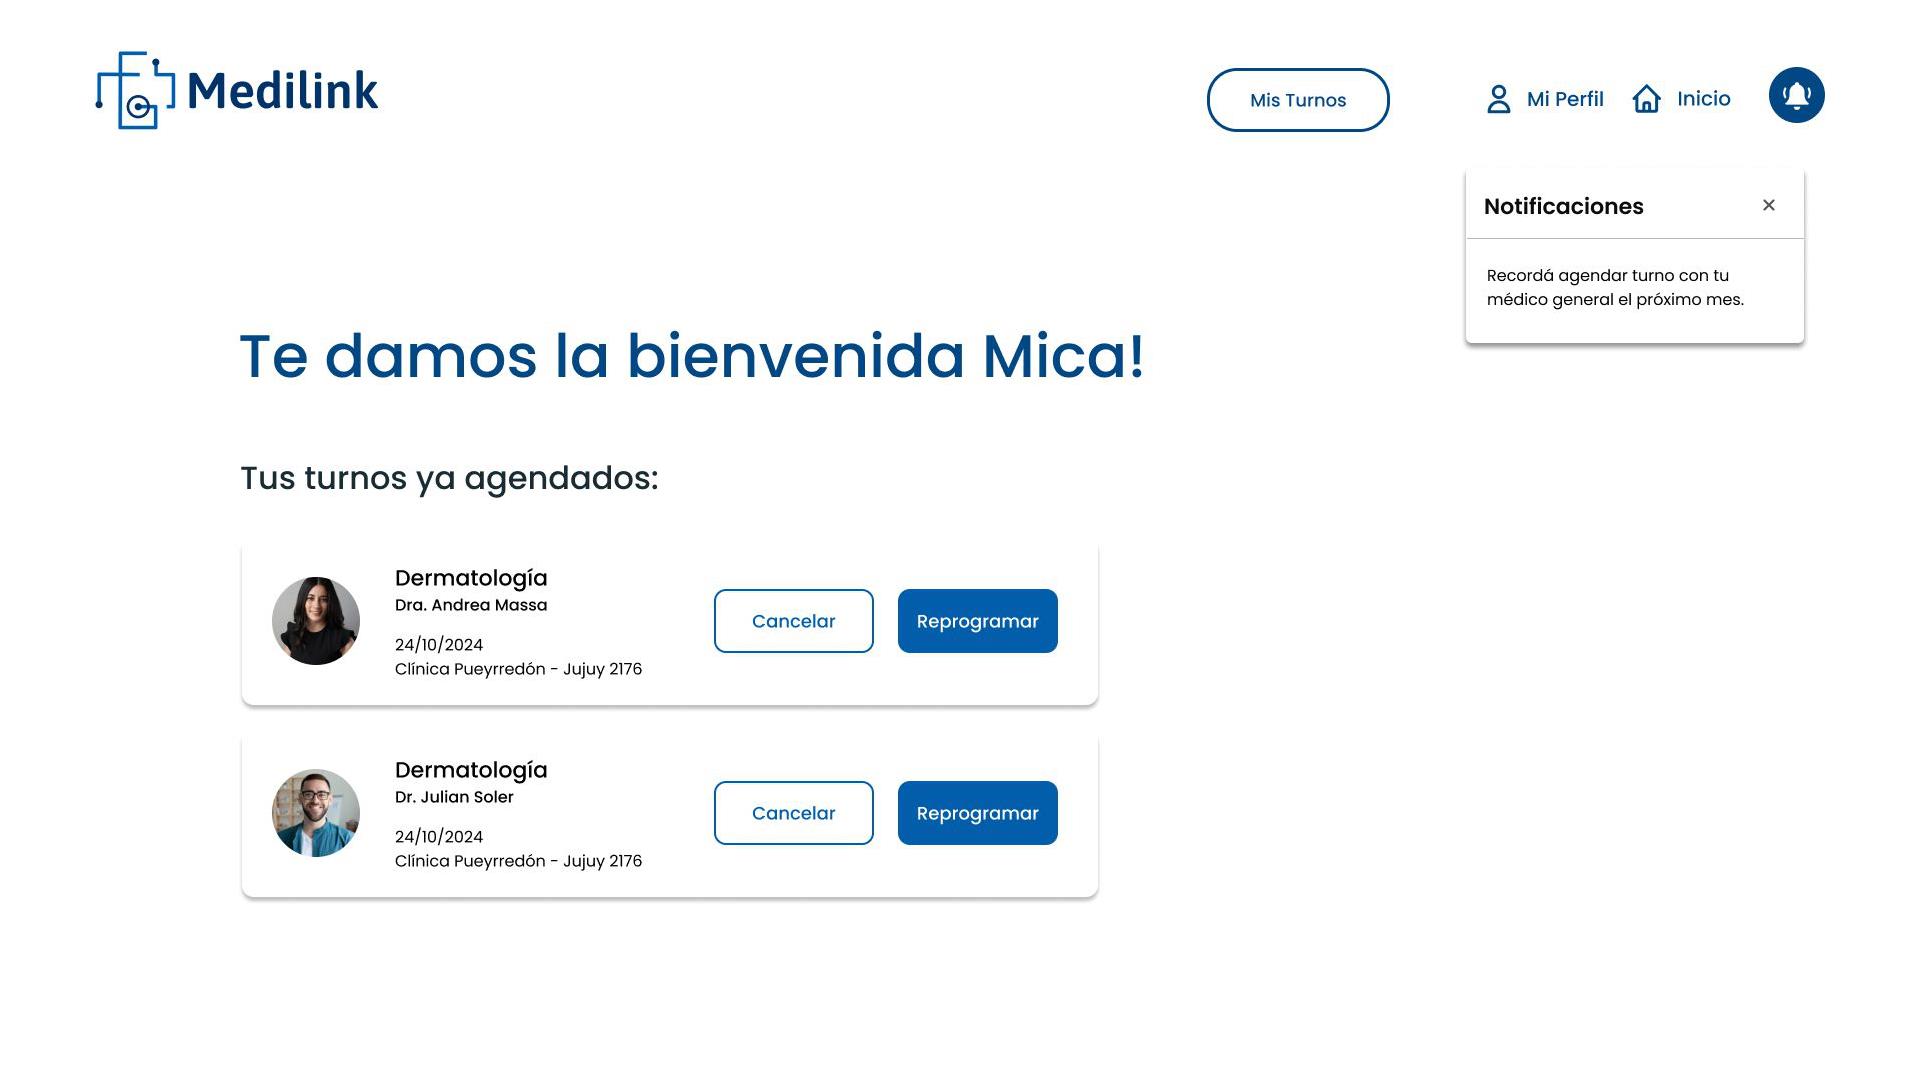 Medilink
Mis Turnos
Mi Perfil
Inicio
Notificaciones
Recordá agendar turno con tu
médico general el próximo mes.
Te damos la bienvenida Mica!
Tus turnos ya agendados:
Dermatología
Dra. Andrea Massa
24/10/2024
Clínica Pueyrredón - Jujuy 2176
Cancelar
Reprogramar
Dermatología
Dr. Julian Soler
24/10/2024
Clínica Pueyrredón - Jujuy 2176
Cancelar
Reprogramar